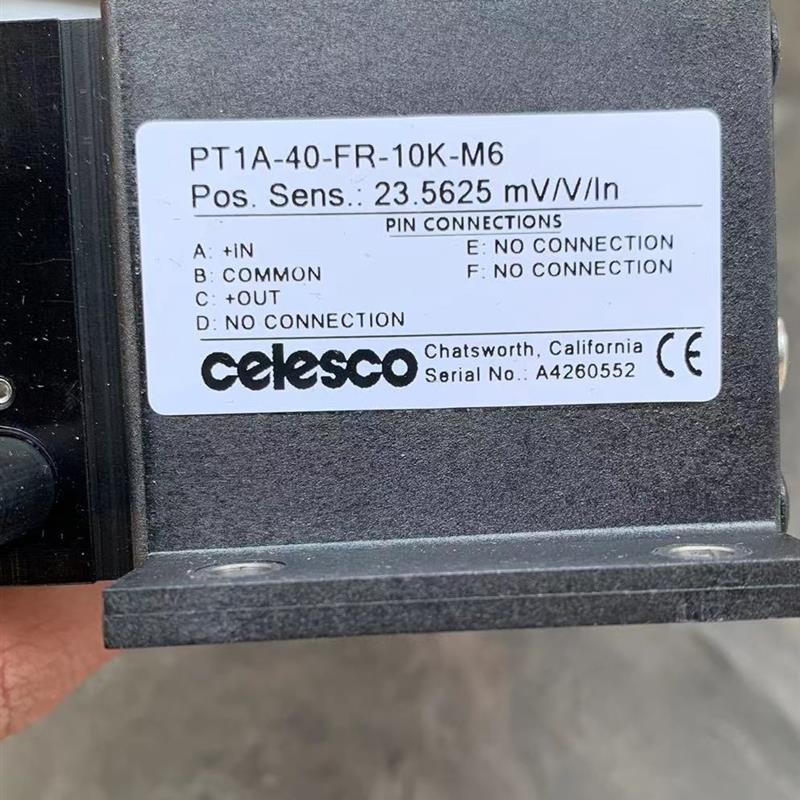 PT1A-40-FR-10K-M6
Pos. Sens.: 23.5625 mV/V/In
PIN CONNECTIONS
A: +IN
B: COMMON
C: +OUT
D: NO CONNECTION
E: NO CONNECTION
F: NO CONNECTION
celesco
Chatsworth, California
Serial No.: A4260552
CE